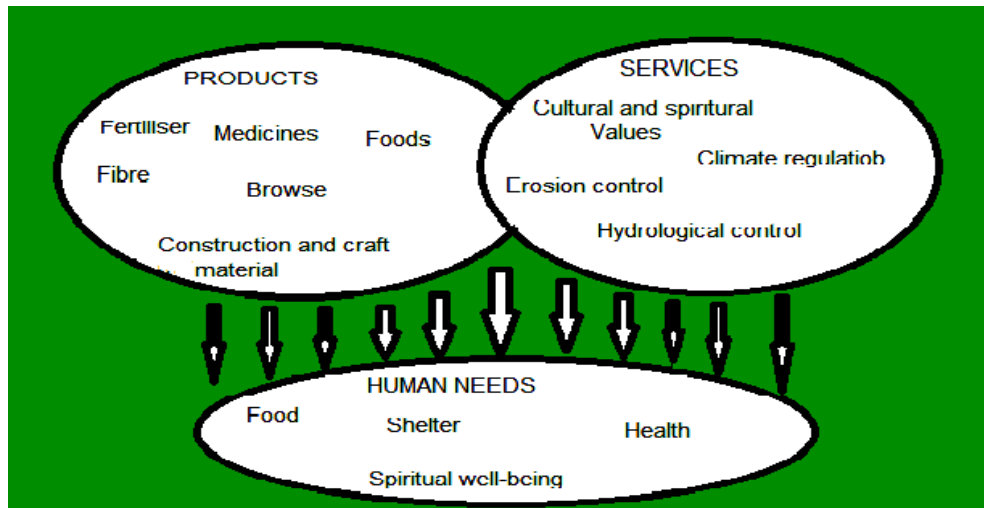 PRODUCTS
Fertiliser
Medicines
Foods
Fibre
Browse
Construction and craft
material
SERVICES
Cultural and spiritural
Values
Climate regulatiob
Erosion control
Hydrological control
HUMAN NEEDS
Food
Shelter
Health
Spiritual well-being